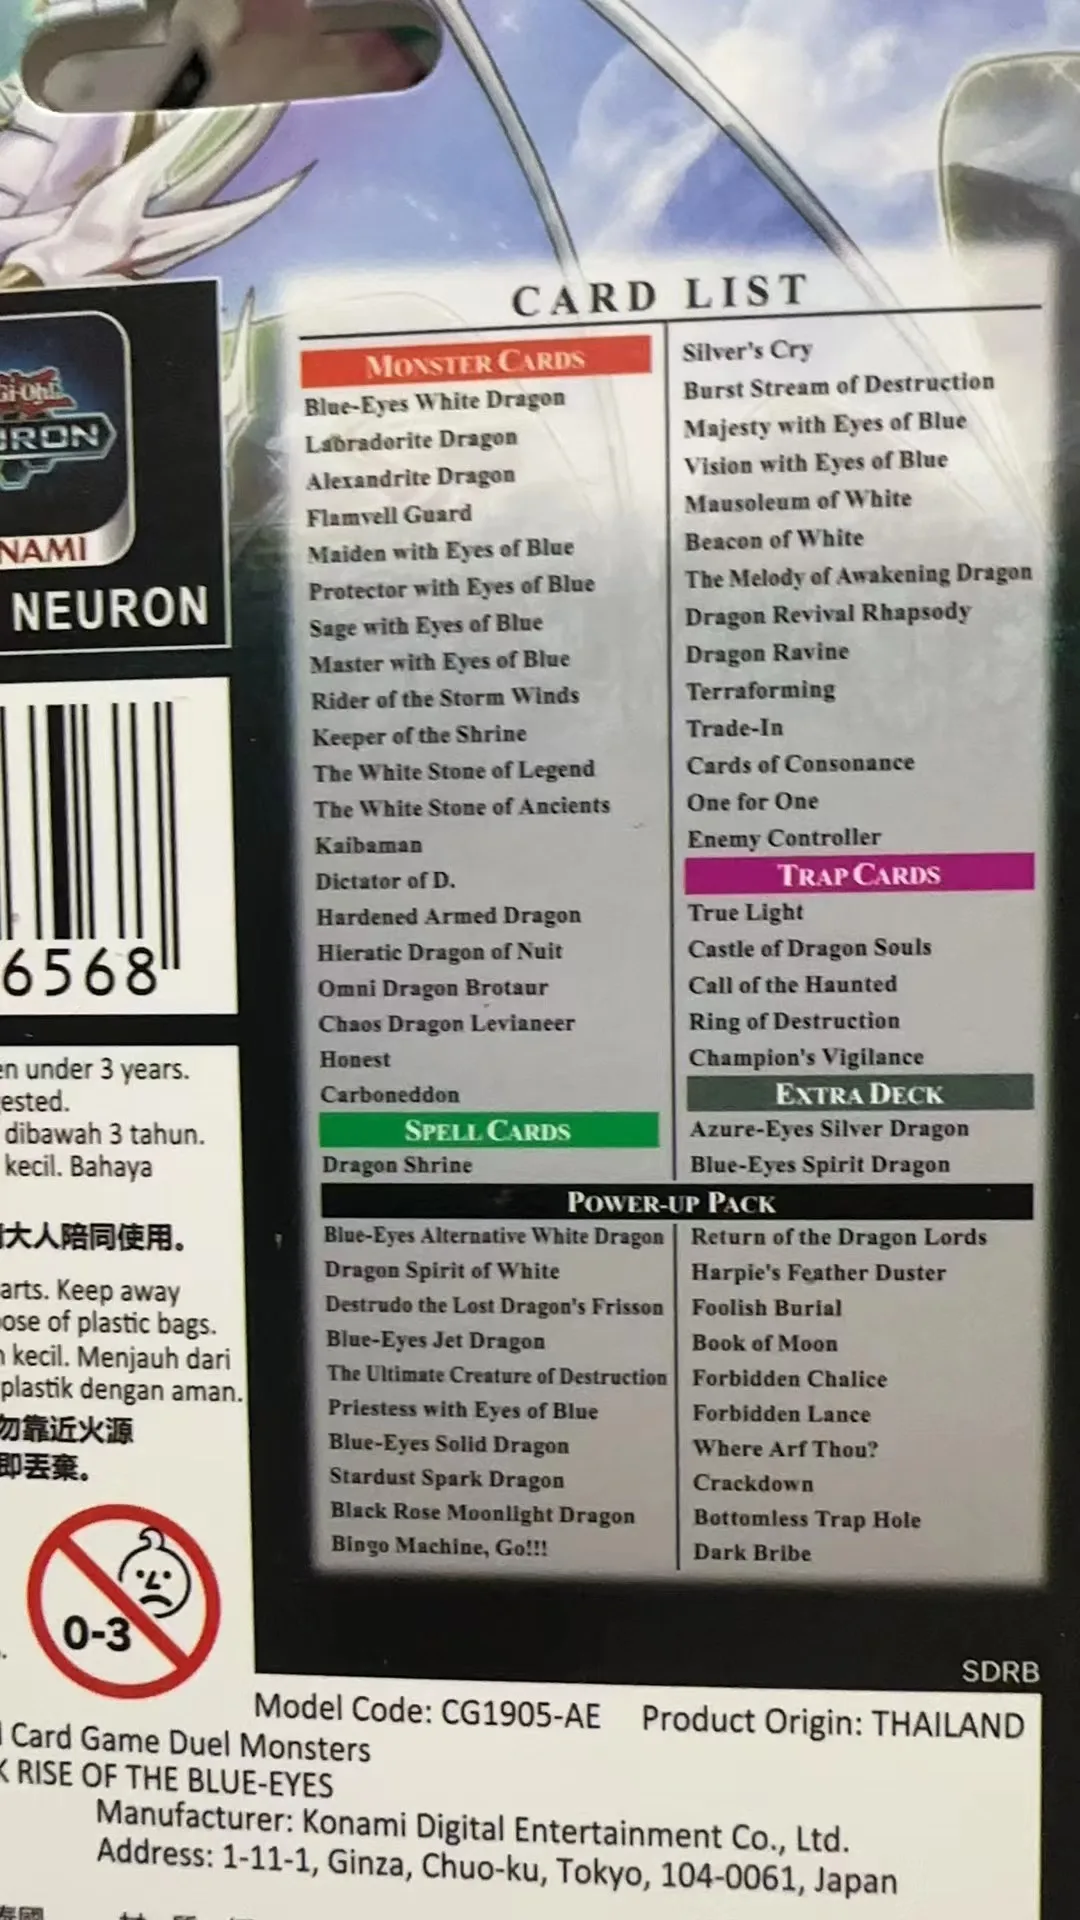 CARD LIST
MONSTER CARDS
Blue-Eyes White Dragon
Labradorite Dragon
Alexandrite Dragon
Flamvell Guard
Maiden with Eyes of Blue
Protector with Eyes of Blue
Sage with Eyes of Blue
Master with Eyes of Blue
Rider of the Storm Winds
Keeper of the Shrine
The White Stone of Legend
The White Stone of Ancients
Kaibaman
Dictator of D.
Hardened Armed Dragon
Hieratic Dragon of Nuit
Omni Dragon Brotaur
Chaos Dragon Levianeer
Honest
Carboneddon
SPELL CARDS
Dragon Shrine
Silver's Cry
Burst Stream of Destruction
Majesty with Eyes of Blue
Vision with Eyes of Blue
Mausoleum of White
Beacon of White
The Melody of Awakening Dragon
Dragon Revival Rhapsody
Dragon Ravine
Terraforming
Trade-In
Cards of Consonance
One for One
Enemy Controller
TRAP CARDS
True Light
Castle of Dragon Souls
Call of the Haunted
Ring of Destruction
Champion's Vigilance
EXTRA DECK
Azure-Eyes Silver Dragon
Blue-Eyes Spirit Dragon
POWER-UP PACK
Blue-Eyes Alternative White Dragon
Dragon Spirit of White
Destrudo the Lost Dragon's Frisson
Blue-Eyes Jet Dragon
The Ultimate Creature of Destruction
Priestess with Eyes of Blue
Blue-Eyes Solid Dragon
Stardust Spark Dragon
Black Rose Moonlight Dragon
Bingo Machine, Go!!!
Return of the Dragon Lords
Harpie's Feather Duster
Foolish Burial
Book of Moon
Forbidden Chalice
Forbidden Lance
Where Arf Thou?
Crackdown
Bottomless Trap Hole
Dark Bribe
SDRB
NEURON
6568
under 3 years.
dibawah 3 tahun.
kecil. Bahaya
大人陪同使用。
Keep away
of plastic bags.
kecil. Menjauh dari
plastik dengan aman.
勿靠近火源
即丟棄。
0-3
Model Code: CG1905-AE Product Origin: THAILAND
Card Game Duel Monsters
RISE OF THE BLUE-EYES
Manufacturer: Konami Digital Entertainment Co., Ltd.
Address: 1-11-1, Ginza, Chuo-ku, Tokyo, 104-0061, Japan